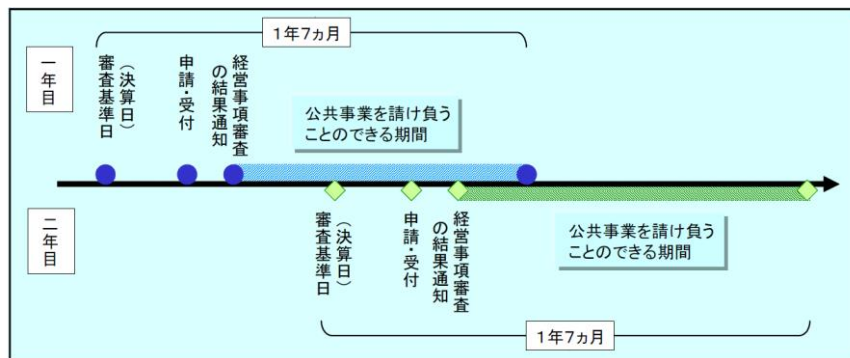 1年7ヵ月
一年目
審査基準日
（決算日）
申請・受付
経営事項審査
の結果通知
公共事業を請け負う
ことのできる期間
二年目
審査基準日
（決算日）
申請・受付
経営事項審査
の結果通知
公共事業を請け負う
ことのできる期間
1年7ヵ月